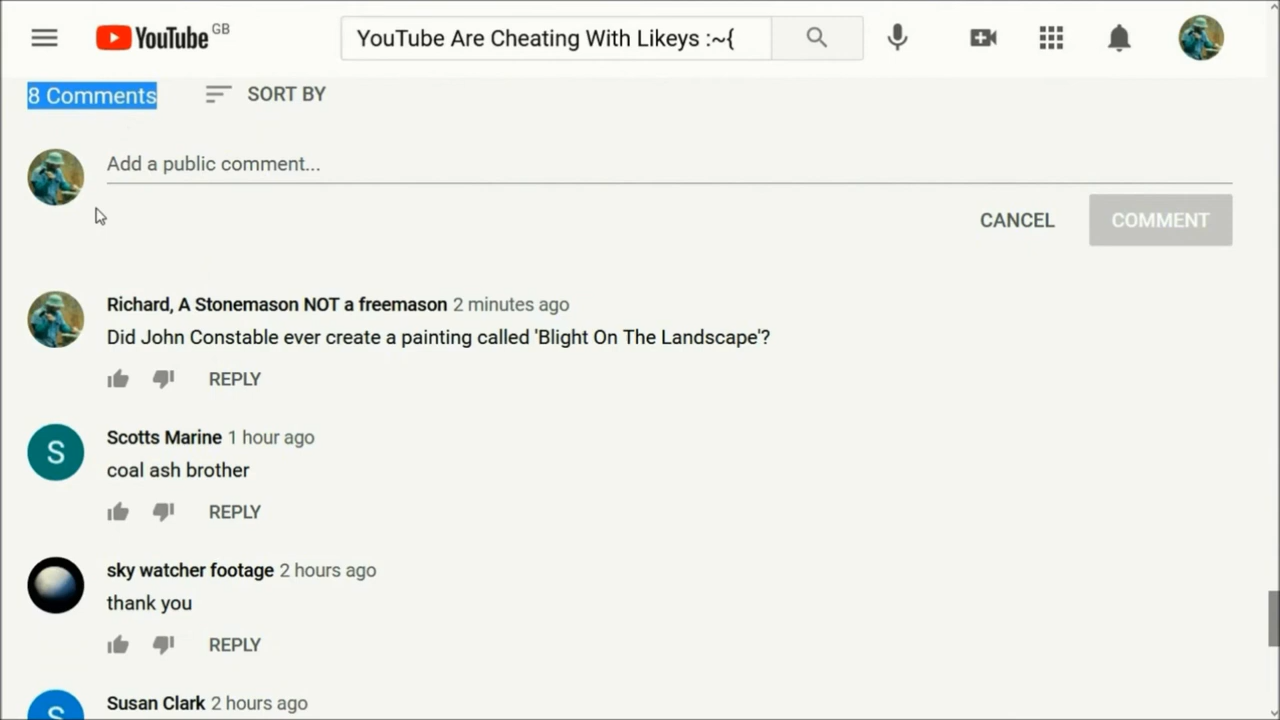 YouTube GB
YouTube Are Cheating With Likeys :~{
8 Comments
SORT BY
Add a public comment...
CANCEL
COMMENT
Richard, A Stonemason NOT a freemason 2 minutes ago
Did John Constable ever create a painting called 'Blight On The Landscape'?
REPLY
S
Scotts Marine 1 hour ago
coal ash brother
REPLY
sky watcher footage 2 hours ago
thank you
REPLY
S
Susan Clark 2 hours ago